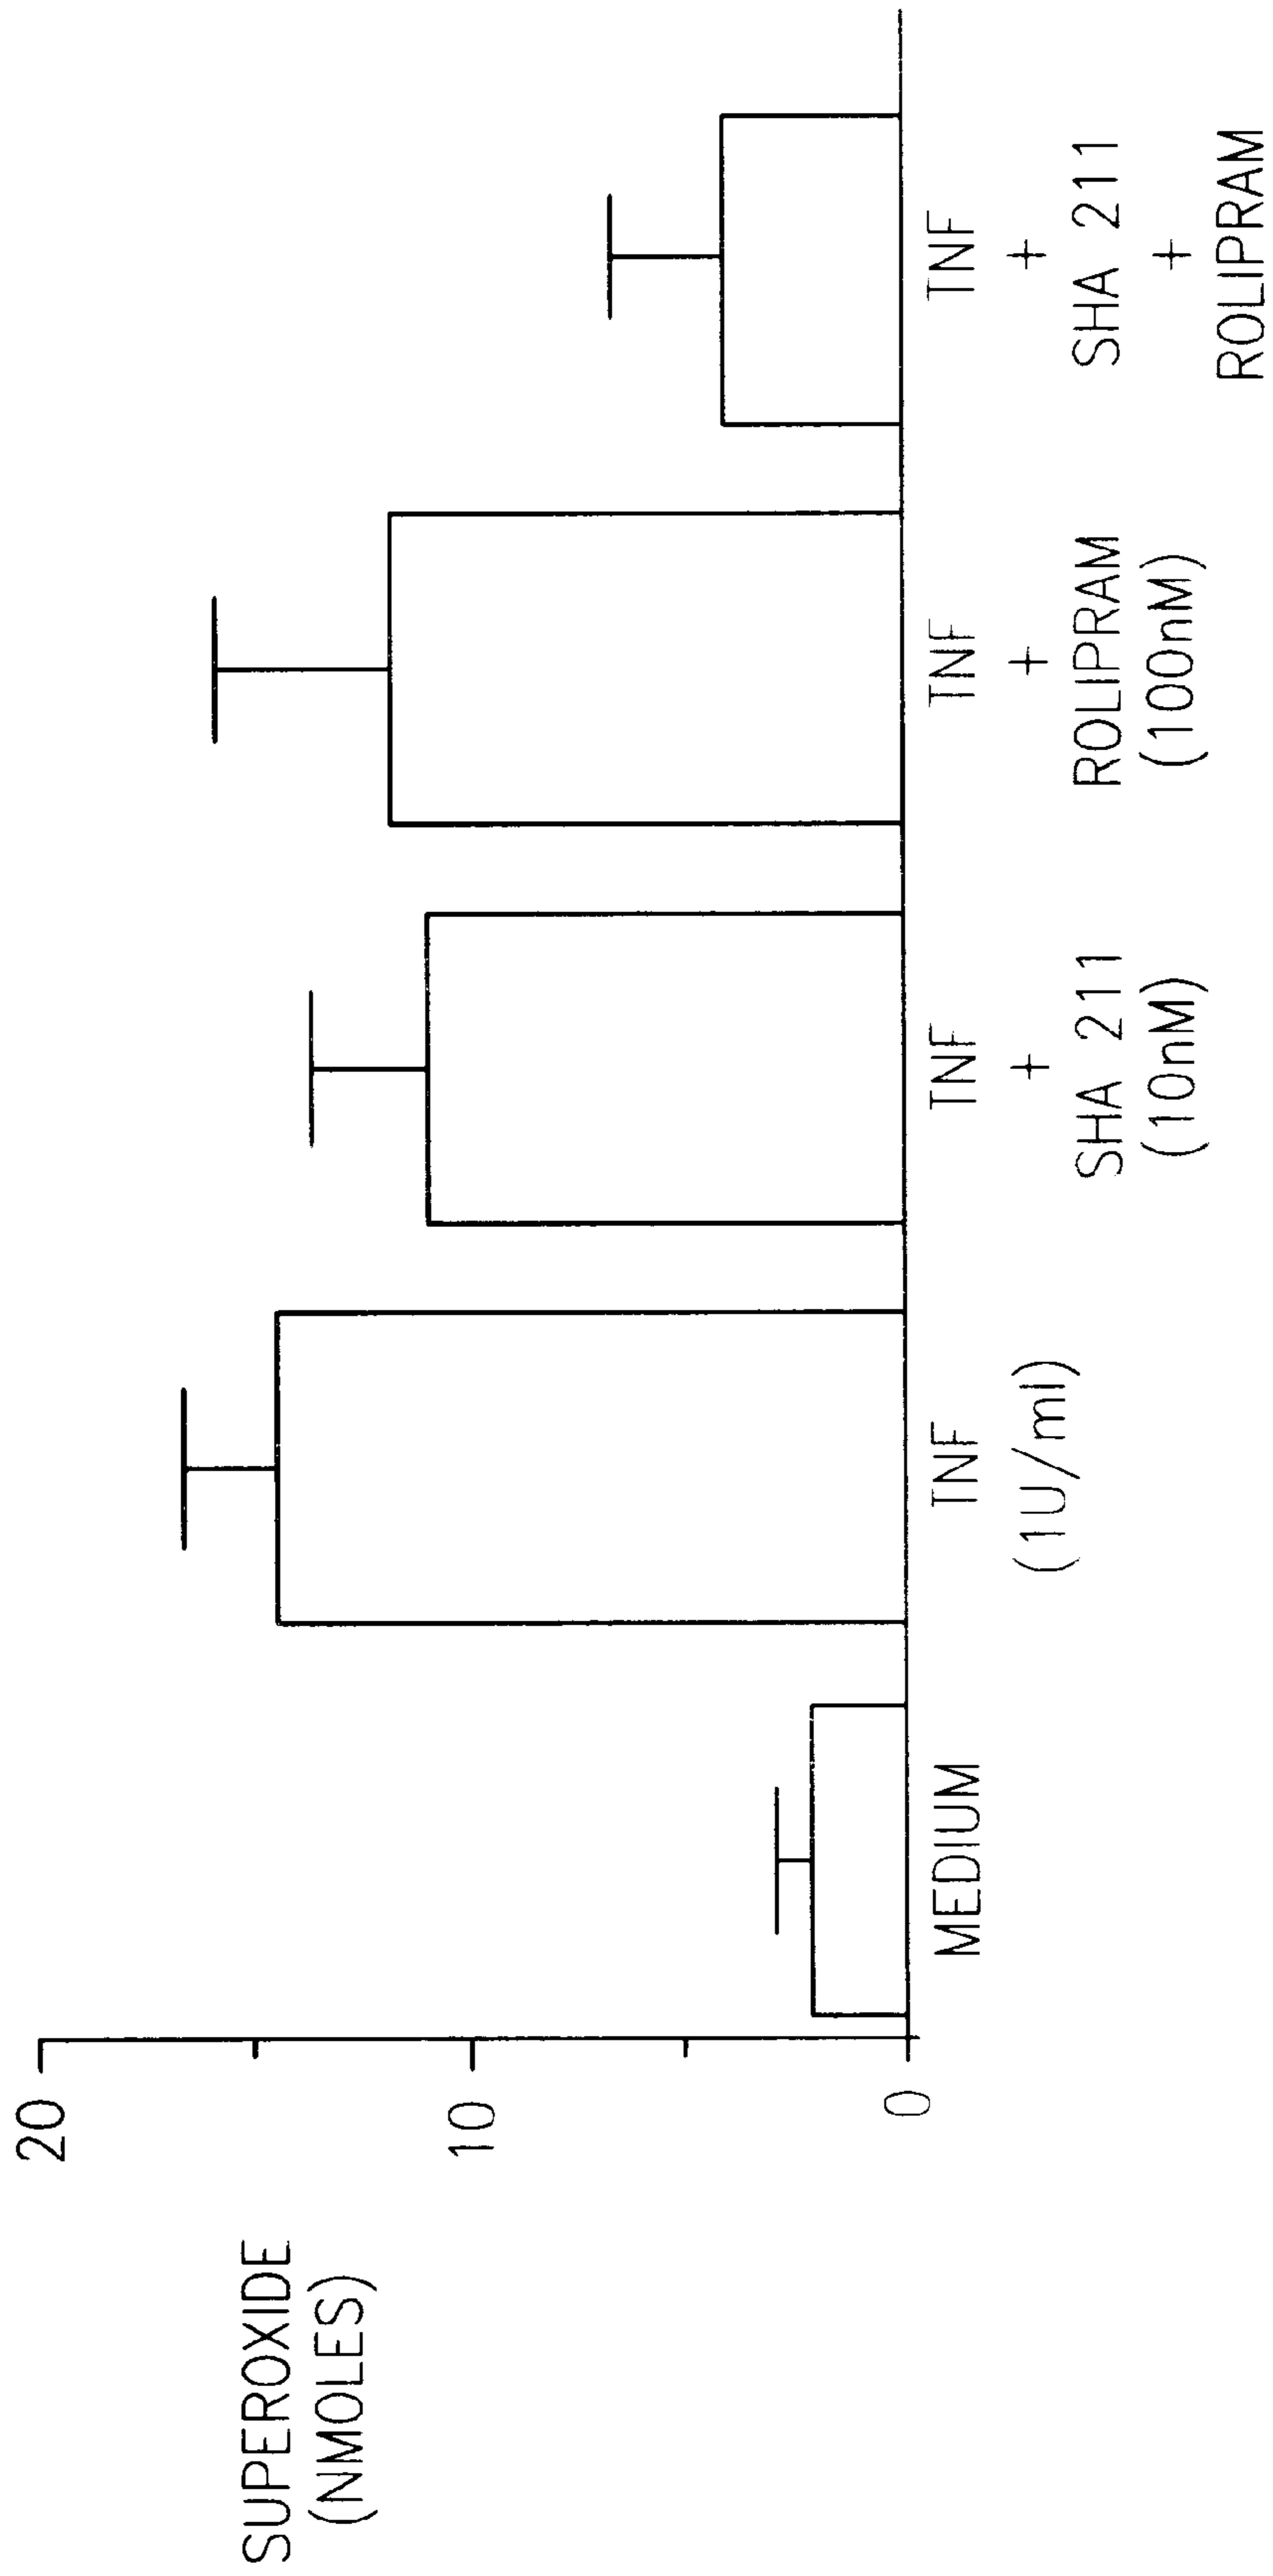 SUPEROXIDE
(NMOLES)
20
10
0
MEDIUM
TNF
(1U/ml)
TNF
+
SHA 211
(10nM)
TNF
+
ROLIPRAM
(100nM)
TNF
+
SHA 211
+
ROLIPRAM